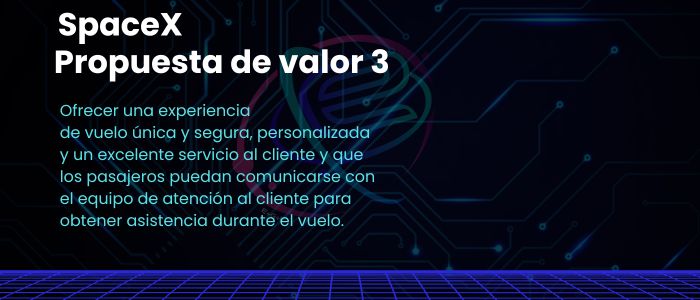 SpaceX
Propuesta de valor 3
Ofrecer una experiencia
de vuelo única y segura, personalizada
y un excelente servicio al cliente y que
los pasajeros puedan comunicarse con
el equipo de atención al cliente para
obtener asistencia durante el vuelo.